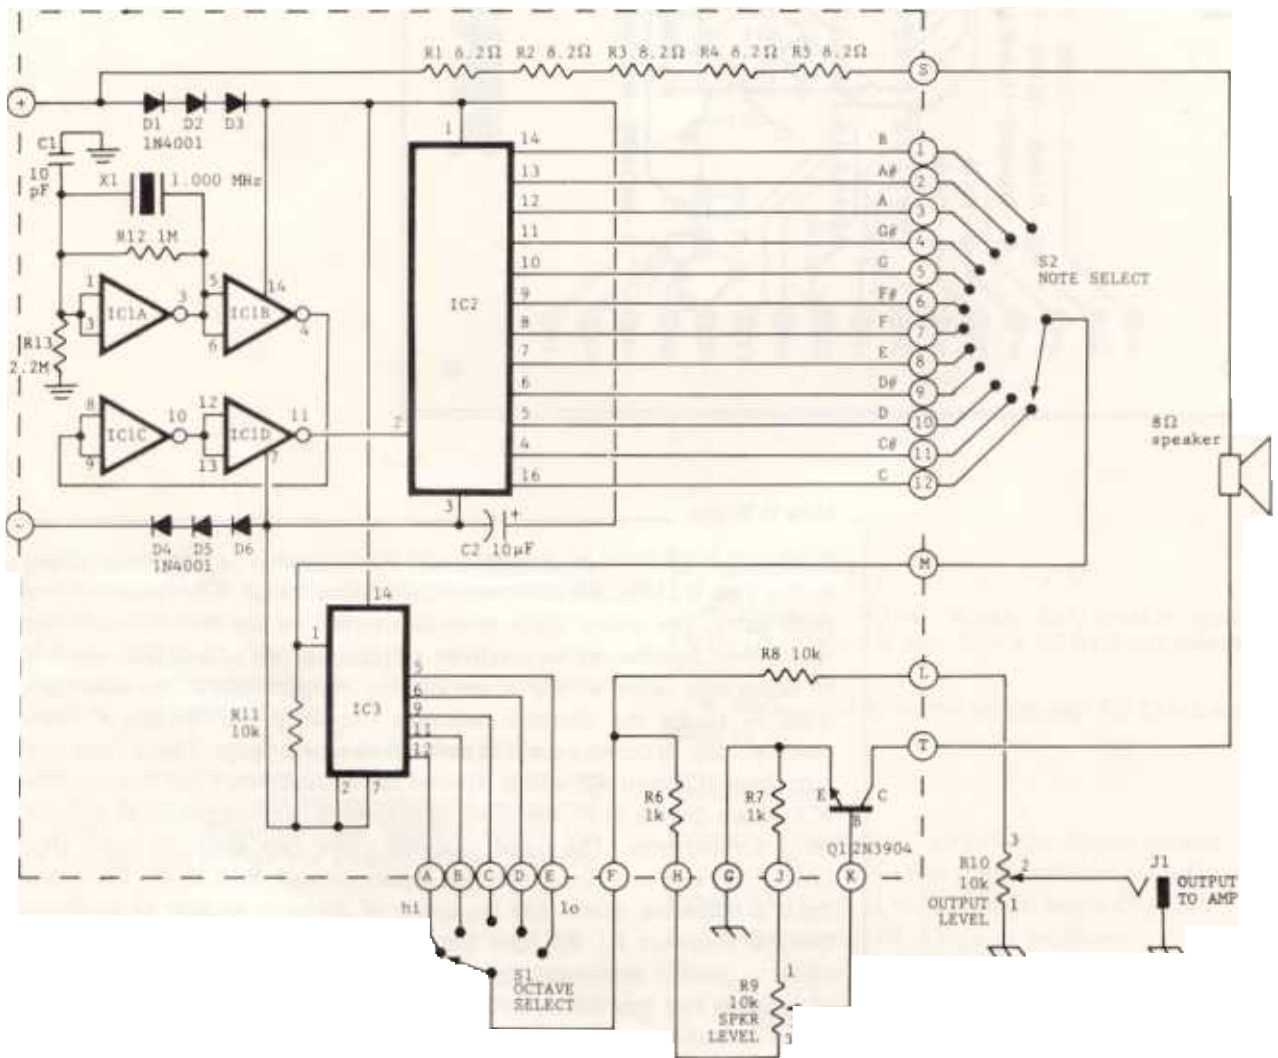 R1 8.2Ω R2 8.2Ω R3 8.2Ω R4 8.2Ω R5 8.2Ω S
+
D1 D2 D3
1N4001
C1
10
pF
X1 1.000 MHz
R12 1M
1 3 3 IC1A
5 6 14 4 IC1B
R13
2.2M
8 9 10 IC1C
12 13 11 7 IC1D
-
D4 D5 D6
1N4001
1
2
3
IC2
C2 10μF
+
14 B 1
13 A# 2
12 A 3
11 G# 4
10 G 5
9 F# 6
8 F 7
7 E 8
6 D# 9
5 D 10
4 C# 11
16 C 12
S2
NOTE SELECT
8Ω
speaker
M
14
1
IC3
5
6
9
11
12
2 7
R11
10k
R8 10k L
T
R6
1k
R7
1k
E C
B
Q1 2N3904
A B C D E F H G J K
hi lo
S1
OCTAVE
SELECT
1
R9
10k
SPKR
LEVEL
3
3
R10 2
10k
OUTPUT
LEVEL 1
J1
OUTPUT
TO AMP